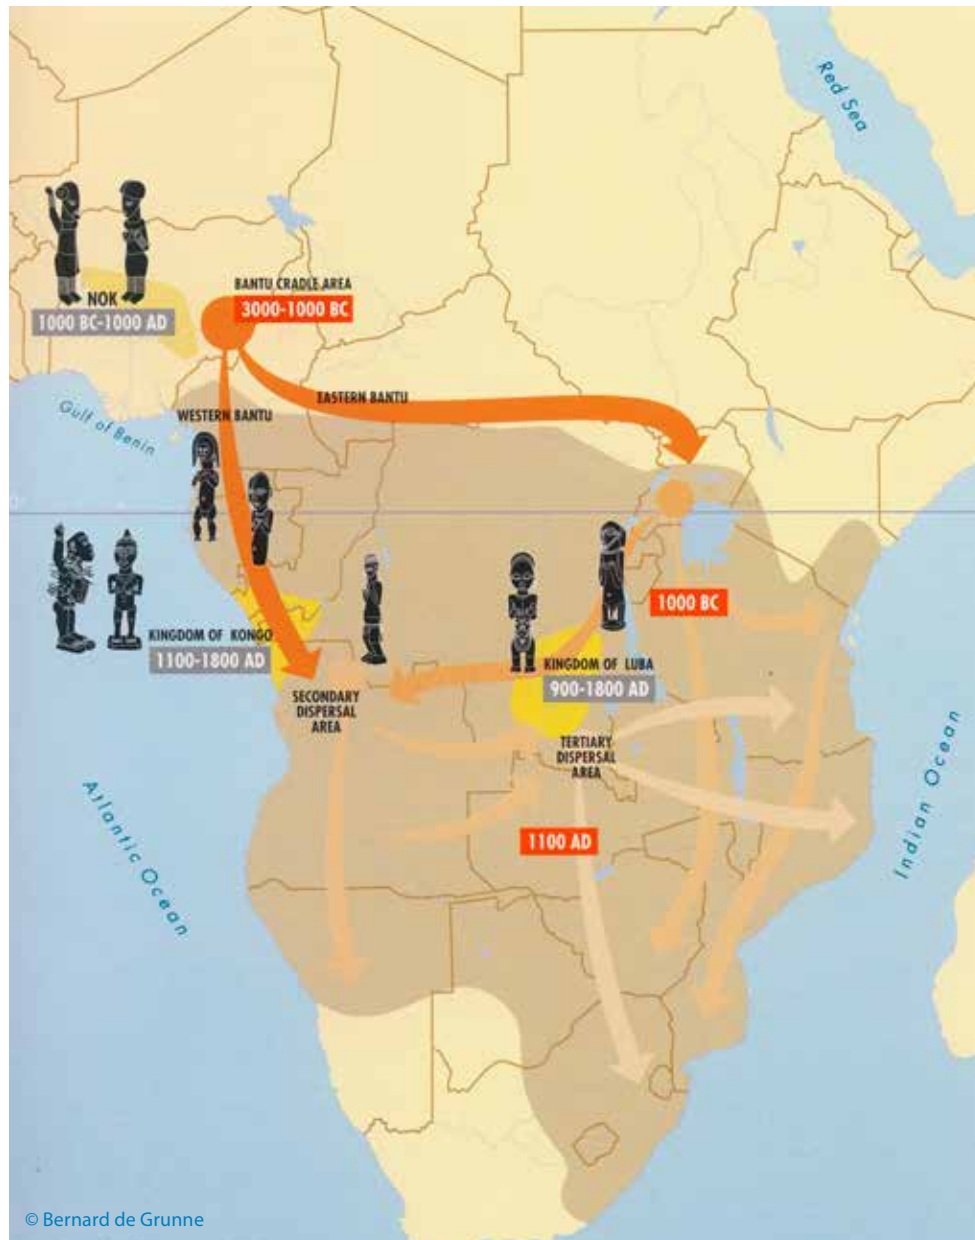 Red Sea
BANTU CRADLE AREA
3000-1000 BC
NOK
1000 BC-1000 AD
EASTERN BANTU
Gulf of Benin
WESTERN BANTU
0°
1000 BC
KINGDOM OF KONGO
1100-1800 AD
KINGDOM OF LUBA
900-1800 AD
SECONDARY
DISPERSAL
AREA
TERTIARY
DISPERSAL
AREA
Atlantic Ocean
Indian Ocean
1100 AD
© Bernard de Grunne